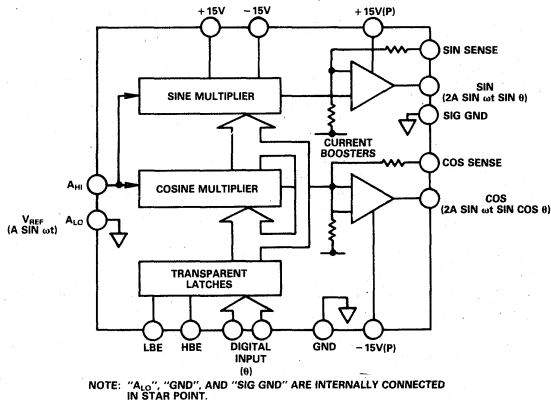 +15V
−15V
+15V(P)
SIN SENSE
SINE MULTIPLIER
SIN
(2A SIN ωt SIN θ)
SIG GND
CURRENT
BOOSTERS
COS SENSE
A_HI
COSINE MULTIPLIER
COS
(2A SIN ωt SIN COS θ)
V_REF
(A SIN ωt)
A_LO
TRANSPARENT
LATCHES
LBE
HBE
DIGITAL
INPUT
(θ)
GND
−15V(P)
NOTE: "A_LO", "GND", AND "SIG GND" ARE INTERNALLY CONNECTED
IN STAR POINT.